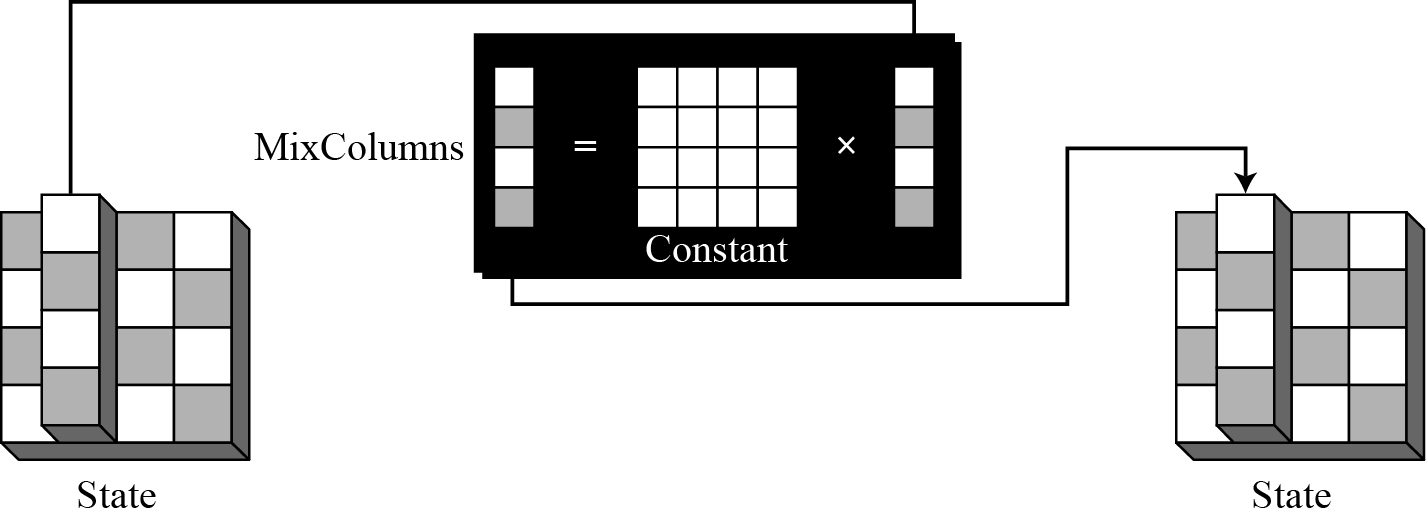 MixColumns
= ×
Constant
State
State